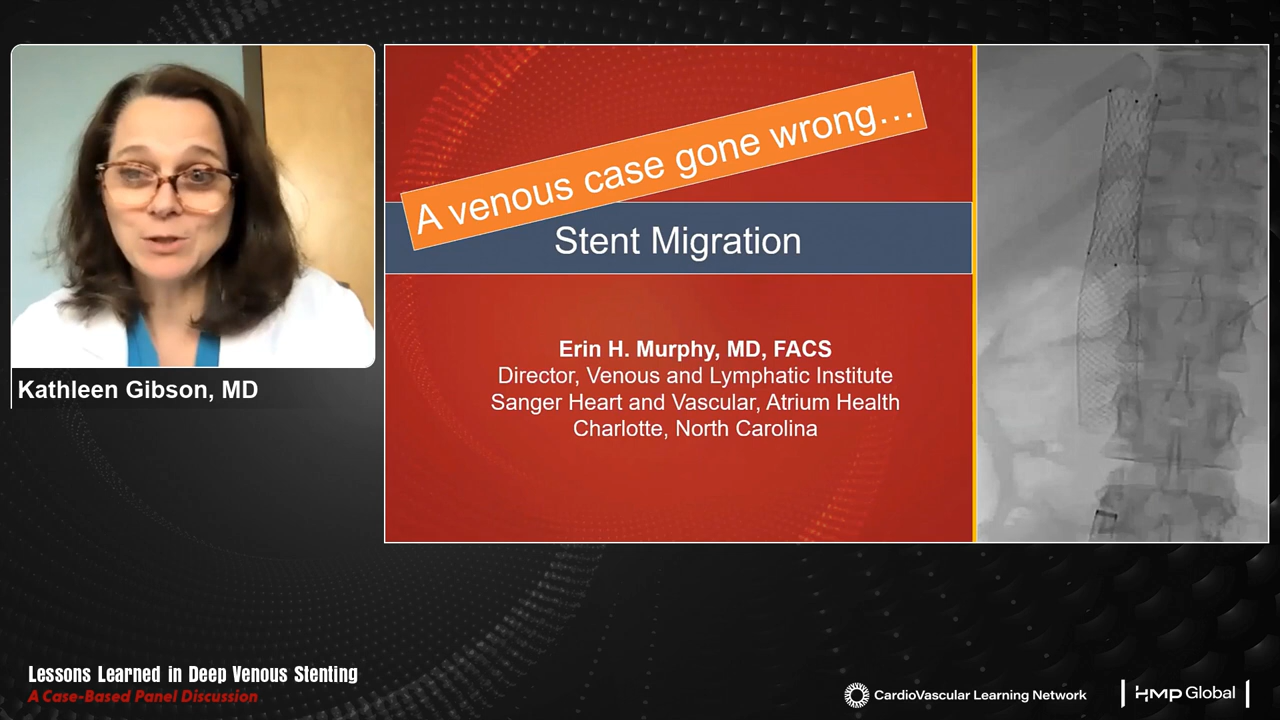 Kathleen Gibson, MD
A venous case gone wrong…
Stent Migration
Erin H. Murphy, MD, FACS
Director, Venous and Lymphatic Institute
Sanger Heart and Vascular, Atrium Health
Charlotte, North Carolina
Lessons Learned in Deep Venous Stenting
A Case-Based Panel Discussion
CardioVascular Learning Network
HMP Global